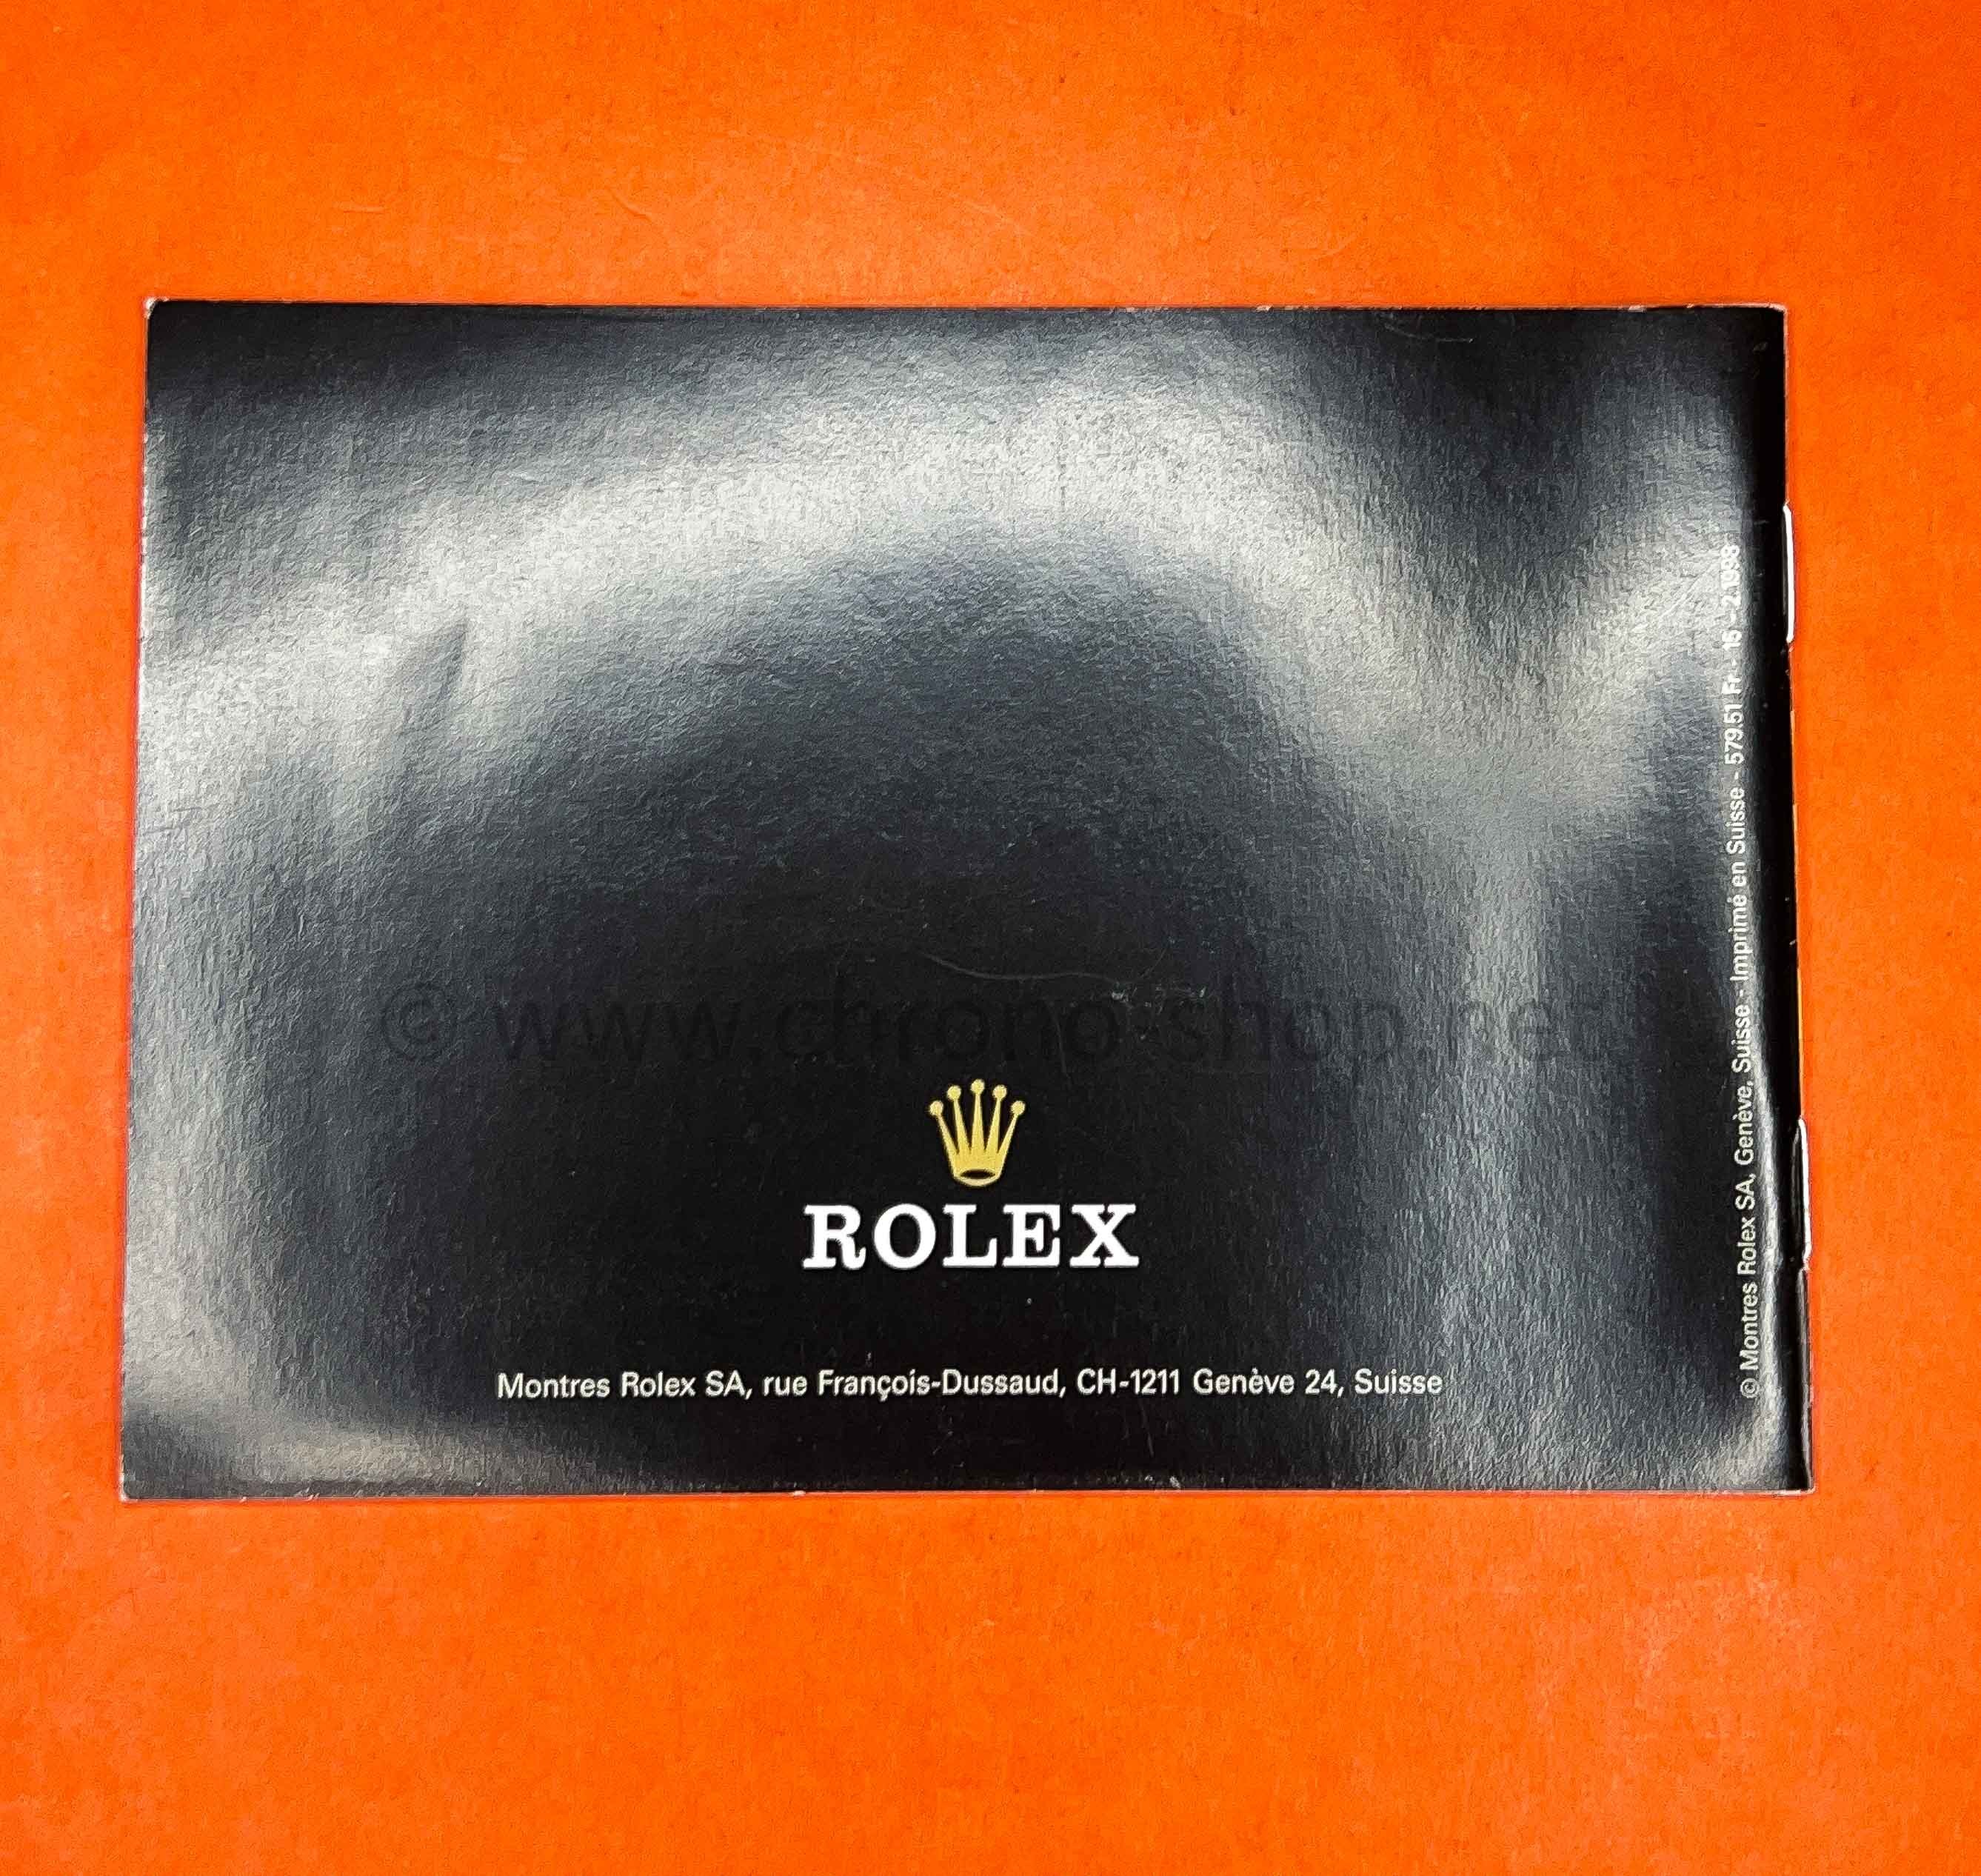 © www.chrono-shop.net
ROLEX
Montres Rolex SA, rue François-Dussaud, CH-1211 Genève 24, Suisse
© Montres Rolex SA, Genève, Suisse - Imprimé en Suisse - 579.51 Fr - 15 - 2.1998